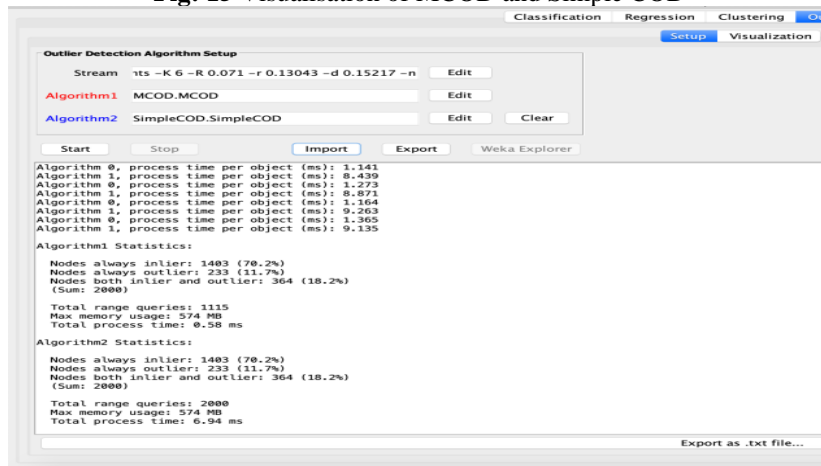 Fig. 15 Visualisation of MCOD and Simple COD
Classification Regression Clustering
Setup Visualization
Outlier Detection Algorithm Setup
Stream nts -K 6 -R 0.071 -r 0.13043 -d 0.15217 -n Edit
Algorithm1 MCOD.MCOD Edit
Algorithm2 SimpleCOD.SimpleCOD Edit Clear
Start Stop Import Export Weka Explorer
Algorithm 0, process time per object (ms): 1.141
Algorithm 1, process time per object (ms): 8.439
Algorithm 0, process time per object (ms): 1.273
Algorithm 1, process time per object (ms): 8.871
Algorithm 0, process time per object (ms): 1.164
Algorithm 1, process time per object (ms): 9.263
Algorithm 0, process time per object (ms): 1.365
Algorithm 1, process time per object (ms): 9.135
Algorithm1 Statistics:
Nodes always inlier: 1403 (70.2%)
Nodes always outlier: 233 (11.7%)
Nodes both inlier and outlier: 364 (18.2%)
(Sum: 2000)
Total range queries: 1115
Max memory usage: 574 MB
Total process time: 0.58 ms
Algorithm2 Statistics:
Nodes always inlier: 1403 (70.2%)
Nodes always outlier: 233 (11.7%)
Nodes both inlier and outlier: 364 (18.2%)
(Sum: 2000)
Total range queries: 2000
Max memory usage: 574 MB
Total process time: 6.94 ms
Export as .txt file...